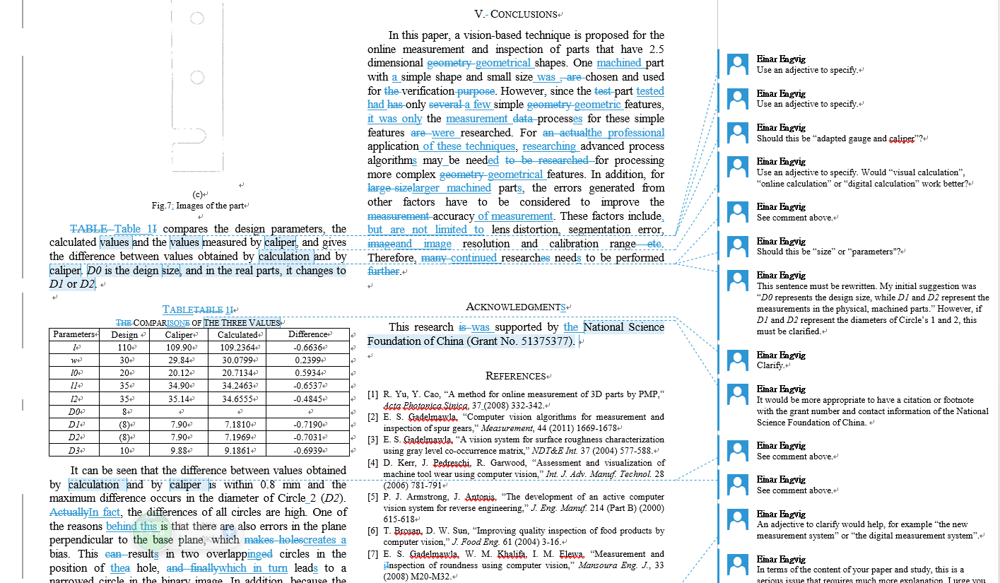 (c)
Fig.7: Images of the part
TABLE Table 1I compares the design parameters, the
calculated values and the values measured by caliper, and gives
the difference between values obtained by calculation and by
caliper. D0 is the deign size, and in the real parts, it changes to
D1 or D2.
TABLETABLE 1I
THE COMPARISONE OF THE THREE VALUES
Parameters Design Caliper Calculated Difference
l 110 109.90 109.2364 -0.6636
w 30 29.84 30.0799 0.2399
l0 20 20.12 20.7134 0.5934
l1 35 34.90 34.2463 -0.6537
l2 35 35.14 34.6555 -0.4845
D0 8
D1 (8) 7.90 7.1810 -0.7190
D2 (8) 7.90 7.1969 -0.7031
D3 10 9.88 9.1861 -0.6939
It can be seen that the difference between values obtained
by calculation and by caliper is within 0.8 mm and the
maximum difference occurs in the diameter of Circle 2 (D2).
ActuallyIn fact, the differences of all circles are high. One of
the reasons behind this is that there are also errors in the plane
perpendicular to the base plane, which makes holescreates a
bias. This can results in two overlappinged circles in the
position of thea hole, and finallywhich in turn leads to a
narrowed circle in the binary image. In addition, because the
V. CONCLUSIONS
In this paper, a vision-based technique is proposed for the
online measurement and inspection of parts that have 2.5
dimensional geometry geometrical shapes. One machined part
with a simple shape and small size was , are chosen and used
for the verification purpose. However, since the test part tested
had has only several a few simple geometry geometric features,
it was only the measurement data processes for these simple
features are were researched. For an actualthe professional
application of these techniques, researching advanced process
algorithms may be needed to be researched for processing
more complex geometry geometrical features. In addition, for
large sizelarger machined parts, the errors generated from
other factors have to be considered to improve the
measurement accuracy of measurement. These factors include,
but are not limited to lens distortion, segmentation error,
imageand image resolution and calibration range etc.
Therefore, many continued researches needs to be performed
further.
ACKNOWLEDGMENTS
This research is was supported by the National Science
Foundation of China (Grant No. 51375377).
REFERENCES
[1] R. Yu, Y. Cao, “A method for online measurement of 3D parts by PMP,”
Acta Photonica Sinica, 37 (2008) 332-342.
[2] E. S. Gadelmawla, “Computer vision algorithms for measurement and
inspection of spur gears,” Measurement, 44 (2011) 1669-1678
[3] E. S. Gadelmawla, “A vision system for surface roughness characterization
using gray level co-occurrence matrix,” NDT&E Int. 37 (2004) 577-588.
[4] D. Kerr, J. Pedreschi, R. Garwood, “Assessment and visualization of
machine tool wear using computer vision,” Int. J. Adv. Manuf. Technol. 28
(2006) 781-791
[5] P. J. Armstrong, J. Antonis, “The development of an active computer
vision system for reverse engineering,” J. Eng. Manuf. 214 (Part B) (2000)
615-618
[6] T. Brosan, D. W. Sun, “Improving quality inspection of food products by
computer vision,” J. Food Eng. 61 (2004) 3-16.
[7] E. S. Gadelmawla, W. M. Khalifa, I. M. Elewa, “Measurement and
iInspection of roundness using computer vision,” Mansoura Eng. J., 33
(2008) M20-M32.
Einar Engvig
Use an adjective to specify.
Einar Engvig
Use an adjective to specify.
Einar Engvig
Should this be “adapted gauge and caliper”?
Einar Engvig
Use an adjective to specify. Would “visual calculation”,
“online calculation” or “digital calculation” work better?
Einar Engvig
See comment above.
Einar Engvig
Should this be “size” or “parameters"?
Einar Engvig
This sentence must be rewritten. My initial suggestion was
“D0 represents the design size, while D1 and D2 represent the
measurements in the physical, machined parts.” However, if
D1 and D2 represent the diameters of Circle’s 1 and 2, this
must be clarified.
Einar Engvig
Clarify.
Einar Engvig
It would be more appropriate to have a citation or footnote
with the grant number and contact information of the National
Science Foundation of China.
Einar Engvig
See comment above.
Einar Engvig
See comment above.
Einar Engvig
An adjective to clarify would help, for example “the new
measurement system” or “the digital measurement system”.
Einar Engvig
In terms of the content of your paper and study, this is a
serious issue that requires much more explanation. I urge you